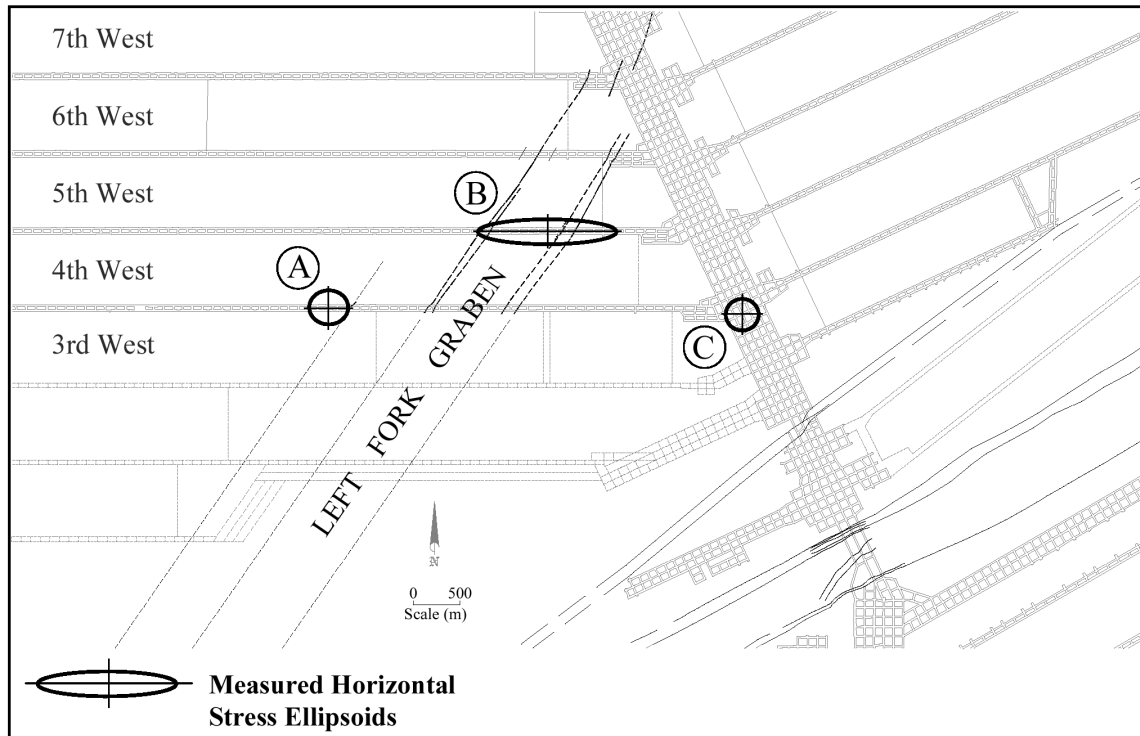 7th West
6th West
5th West
B
4th West
A
3rd West
C
LEFT FORK GRABEN
N
0 500
Scale (m)
Measured Horizontal
Stress Ellipsoids